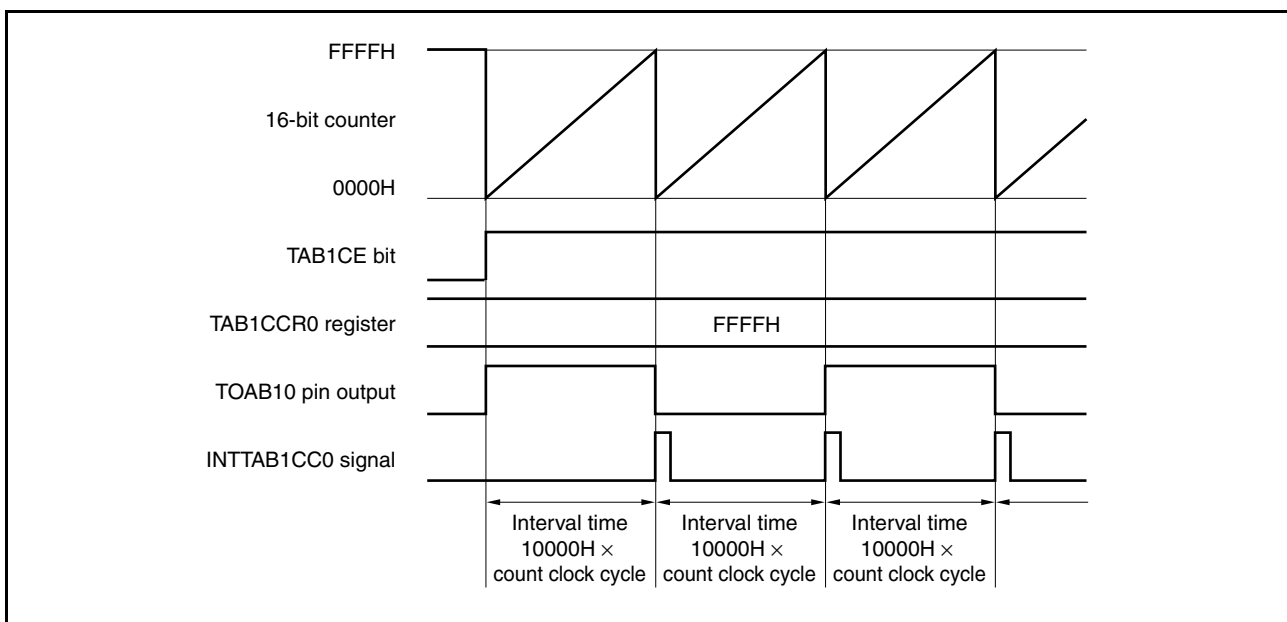 FFFFH
16-bit counter
0000H
TAB1CE bit
TAB1CCR0 register
FFFFH
TOAB10 pin output
INTTAB1CC0 signal
Interval time
10000H ×
count clock cycle
Interval time
10000H ×
count clock cycle
Interval time
10000H ×
count clock cycle